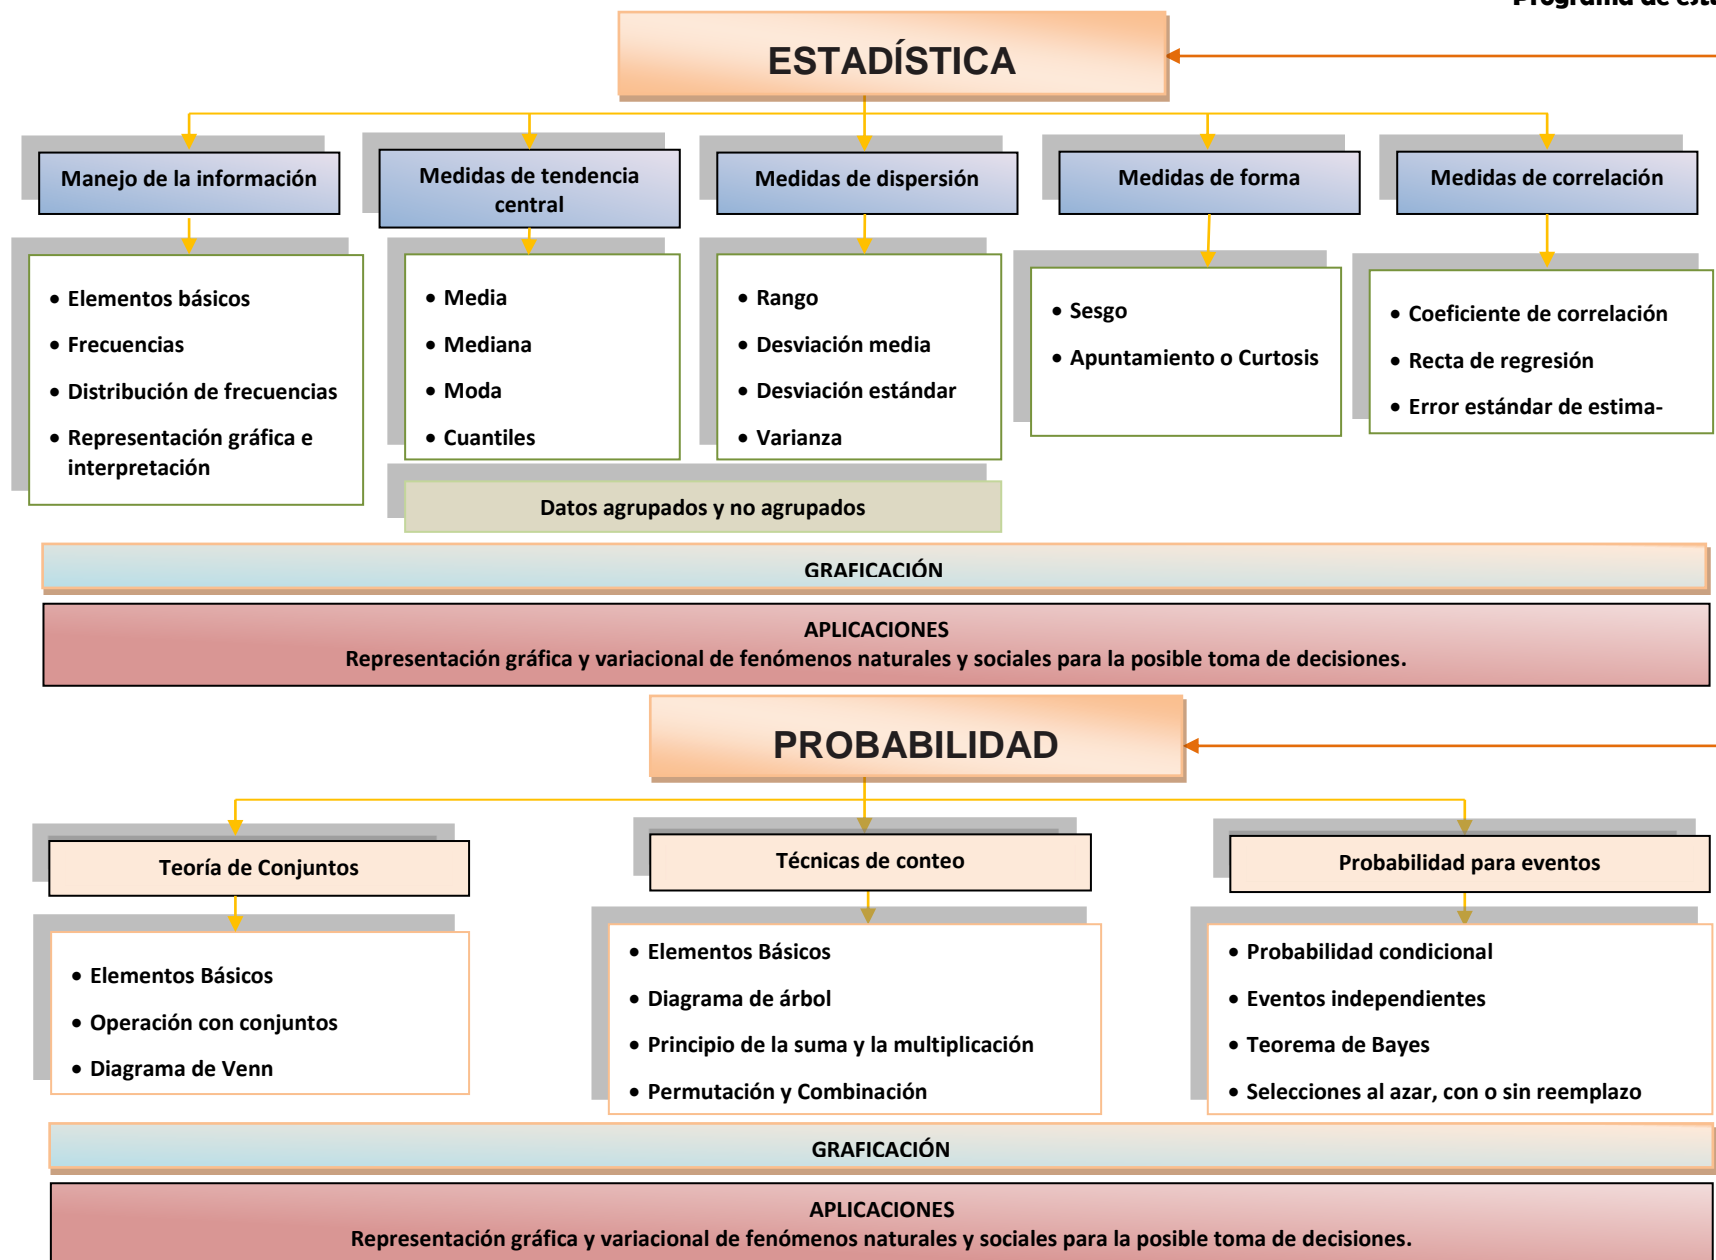 Programa de
ESTADÍSTICA
Manejo de la información
Medidas de tendencia
central
Medidas de dispersión
Medidas de forma
Medidas de correlación
• Elementos básicos
• Frecuencias
• Distribución de frecuencias
• Representación gráfica e
interpretación
• Media
• Mediana
• Moda
• Cuantiles
• Rango
• Desviación media
• Desviación estándar
• Varianza
• Sesgo
• Apuntamiento o Curtosis
• Coeficiente de correlación
• Recta de regresión
• Error estándar de estima-
Datos agrupados y no agrupados
GRAFICACIÓN
APLICACIONES
Representación gráfica y variacional de fenómenos naturales y sociales para la posible toma de decisiones.
PROBABILIDAD
Teoría de Conjuntos
Técnicas de conteo
Probabilidad para eventos
• Elementos Básicos
• Operación con conjuntos
• Diagrama de Venn
• Elementos Básicos
• Diagrama de árbol
• Principio de la suma y la multiplicación
• Permutación y Combinación
• Probabilidad condicional
• Eventos independientes
• Teorema de Bayes
• Selecciones al azar, con o sin reemplazo
GRAFICACIÓN
APLICACIONES
Representación gráfica y variacional de fenómenos naturales y sociales para la posible toma de decisiones.